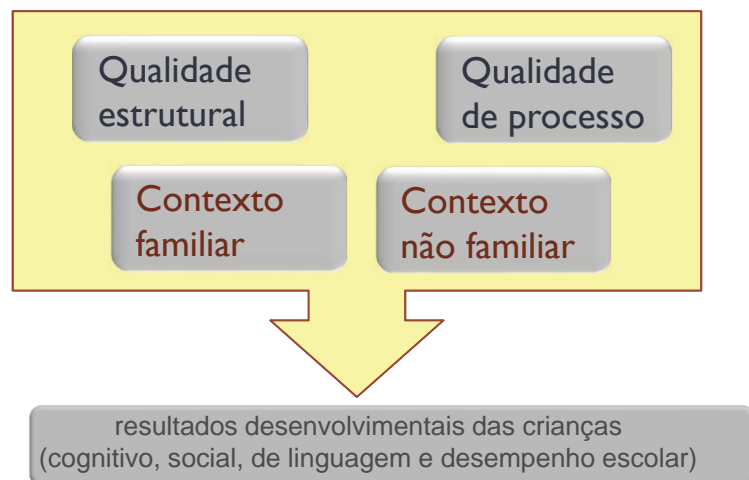 Qualidade
estrutural
Qualidade
de processo
Contexto
familiar
Contexto
não familiar
resultados desenvolvimentais das crianças
(cognitivo, social, de linguagem e desempenho escolar)